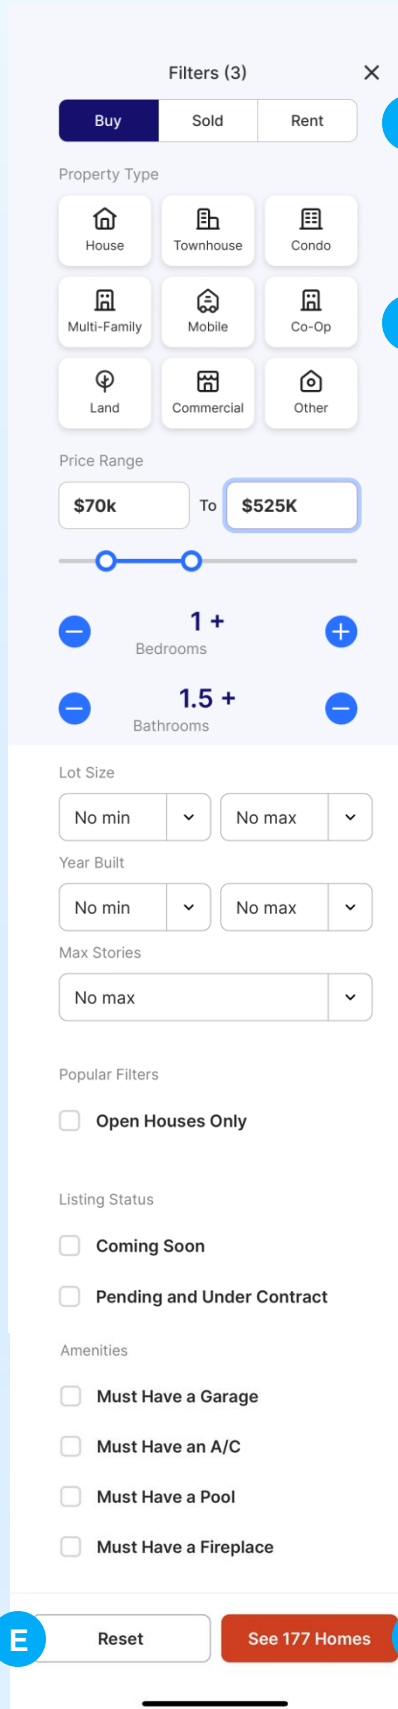 Filters (3)
Buy Sold Rent
Property Type
House Townhouse Condo
Multi-Family Mobile Co-Op
Land Commercial Other
Price Range
$70k To $525K
1 +
Bedrooms
1.5 +
Bathrooms
Lot Size
No min No max
Year Built
No min No max
Max Stories
No max
Popular Filters
Open Houses Only
Listing Status
Coming Soon
Pending and Under Contract
Amenities
Must Have a Garage
Must Have an A/C
Must Have a Pool
Must Have a Fireplace
E Reset See 177 Homes